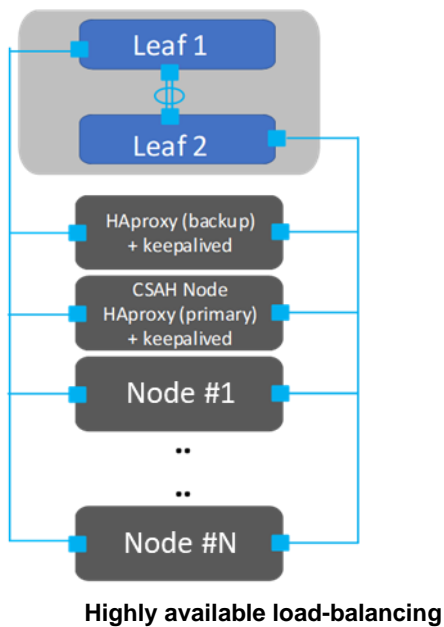 Leaf 1
Leaf 2
HAproxy (backup)
+ keepalived
CSAH Node
HAproxy (primary)
+ keepalived
Node #1
..
..
Node #N
Highly available load-balancing